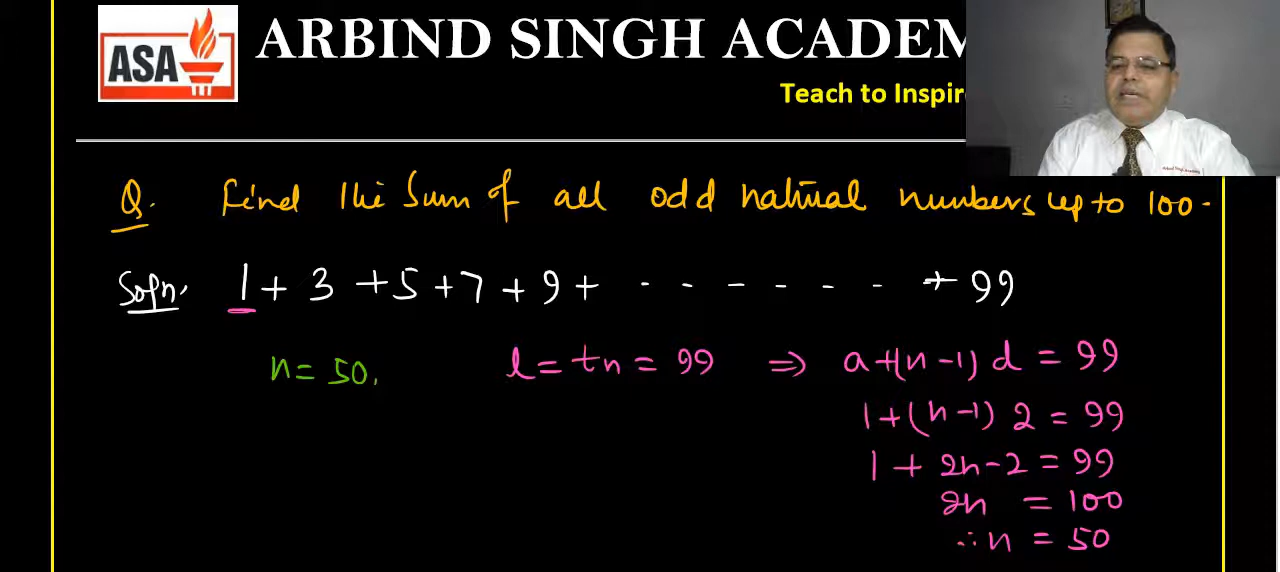 ASA
ARBIND SINGH ACADEM
Teach to Inspir
Q. Find the Sum of all odd natural numbers up to 100.
Soln. 1 + 3 + 5 + 7 + 9 + - - - - - - + 99
n = 50.
l = tn = 99 ⇒ a+(n-1) d = 99
1 + (n-1) 2 = 99
1 + 2n - 2 = 99
2n = 100
∴ n = 50